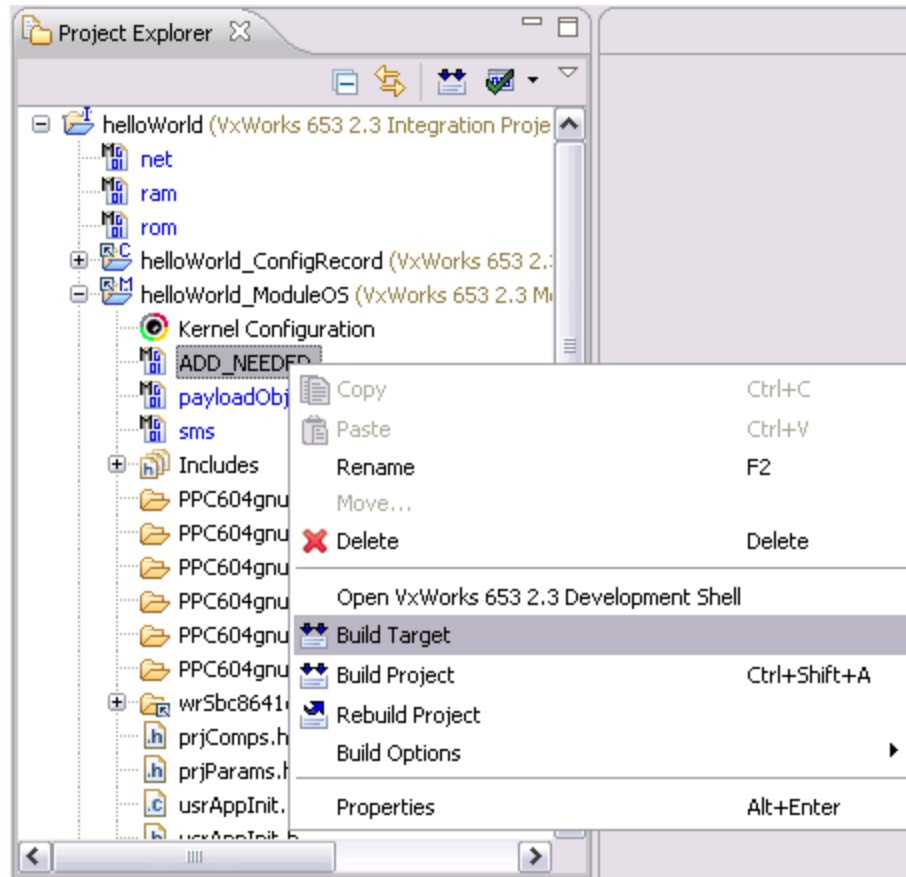 Project Explorer
helloWorld (VxWorks 653 2.3 Integration Proje
net
ram
rom
helloWorld_ConfigRecord (VxWorks 653 2.:
helloWorld_ModuleOS (VxWorks 653 2.3 M
Kernel Configuration
ADD_NEEDED
payloadObj
sms
Includes
PPC604gnu
PPC604gnu
PPC604gnu
PPC604gnu
PPC604gnu
PPC604gnu
wrSbc8641
prjComps.h
prjParams.h
usrAppInit.
usrAppInit.h
Copy Ctrl+C
Paste Ctrl+V
Rename F2
Move...
Delete Delete
Open VxWorks 653 2.3 Development Shell
Build Target
Build Project Ctrl+Shift+A
Rebuild Project
Build Options
Properties Alt+Enter